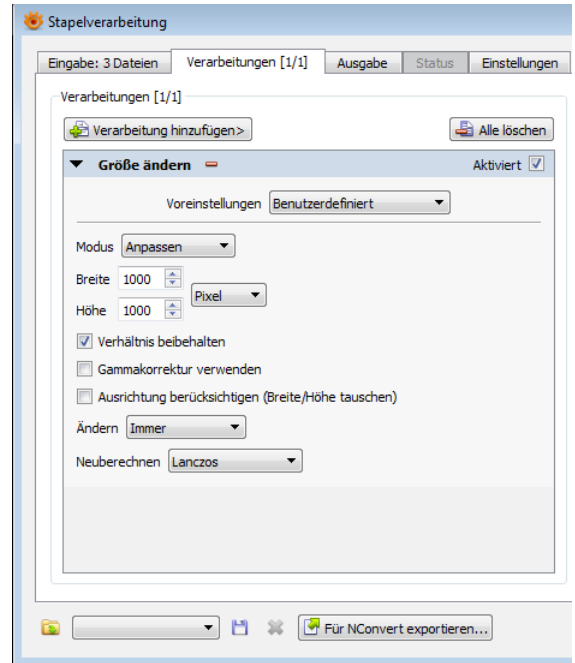 Stapelverarbeitung
Eingabe: 3 Dateien Verarbeitungen [1/1] Ausgabe Status Einstellungen
Verarbeitungen [1/1]
Verarbeitung hinzufügen> Alle löschen
Größe ändern Aktiviert
Voreinstellungen Benutzerdefiniert
Modus Anpassen
Breite 1000
Pixel
Höhe 1000
Verhältnis beibehalten
Gammakorrektur verwenden
Ausrichtung berücksichtigen (Breite/Höhe tauschen)
Ändern Immer
Neuberechnen Lanczos
Für NConvert exportieren...